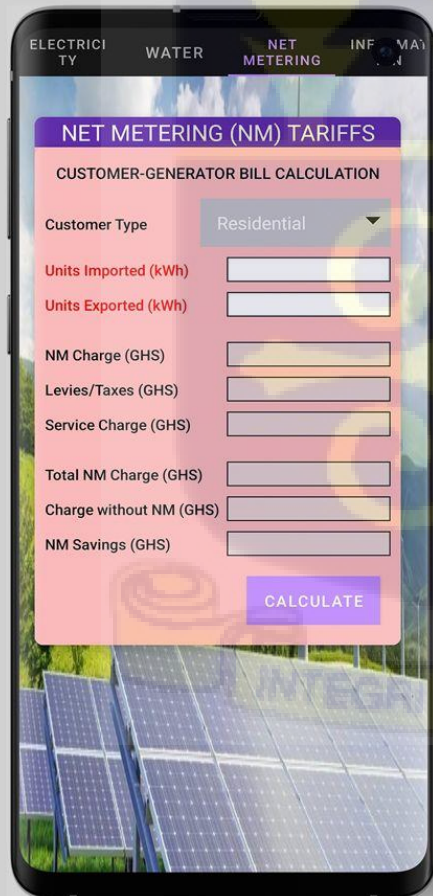 ELECTRICI
TY
WATER
NET
METERING
NET METERING (NM) TARIFFS
CUSTOMER-GENERATOR BILL CALCULATION
Customer Type
Residential
Units Imported (kWh)
Units Exported (kWh)
NM Charge (GHS)
Levies/Taxes (GHS)
Service Charge (GHS)
Total NM Charge (GHS)
Charge without NM (GHS)
NM Savings (GHS)
CALCULATE